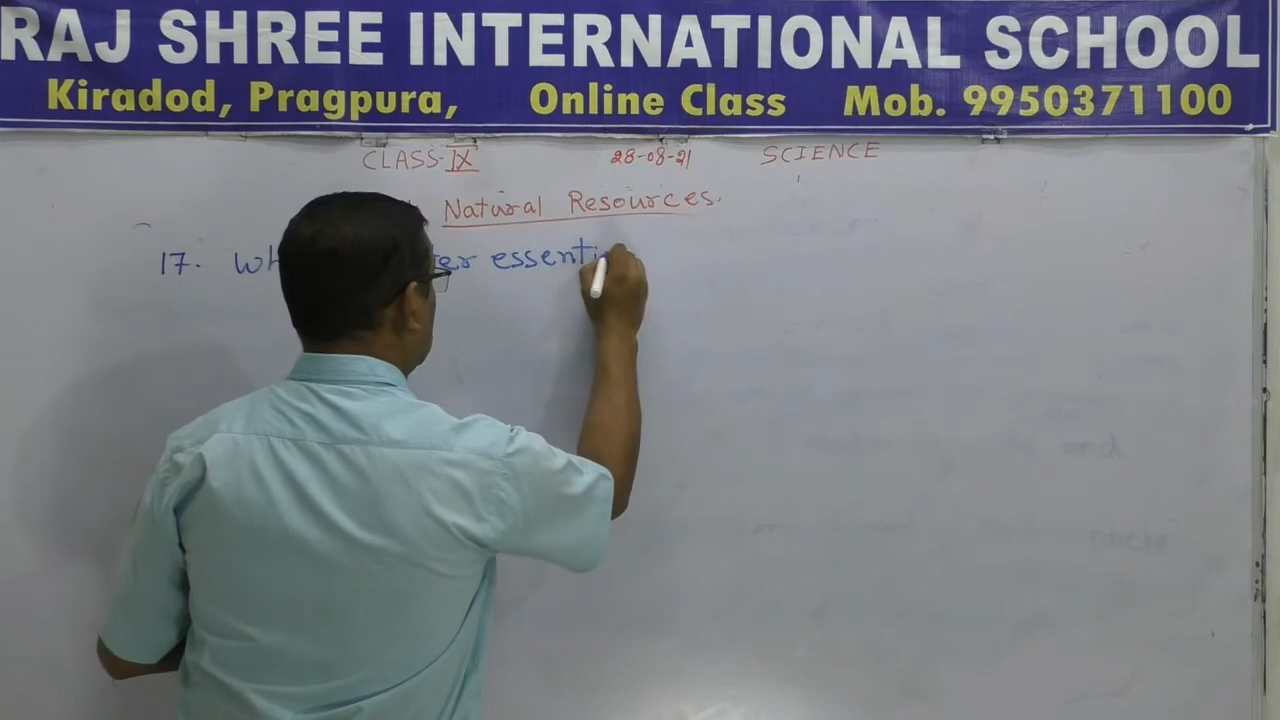 RAJ SHREE INTERNATIONAL SCHOOL
Kiradod, Pragpura, Online Class Mob. 9950371100
CLASS-IX 28-08-21 SCIENCE
Natural Resources.
17. essenti